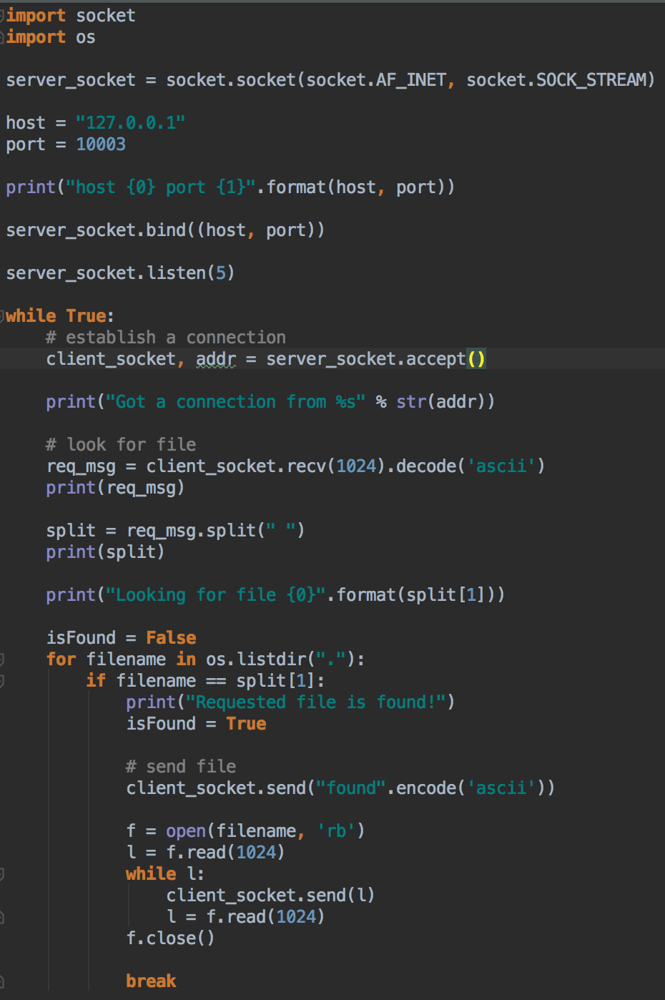 import socket
import os
server_socket = socket.socket(socket.AF_INET, socket.SOCK_STREAM)
host = "127.0.0.1"
port = 10003
print("host {0} port {1}".format(host, port))
server_socket.bind((host, port))
server_socket.listen(5)
while True:
    # establish a connection
    client_socket, addr = server_socket.accept()
    print("Got a connection from %s" % str(addr))
    # look for file
    req_msg = client_socket.recv(1024).decode('ascii')
    print(req_msg)
    split = req_msg.split(" ")
    print(split)
    print("Looking for file {0}".format(split[1]))
    isFound = False
    for filename in os.listdir("."):
        if filename == split[1]:
            print("Requested file is found!")
            isFound = True
            # send file
            client_socket.send("found".encode('ascii'))
            f = open(filename, 'rb')
            l = f.read(1024)
            while l:
                client_socket.send(l)
                l = f.read(1024)
            f.close()
            break